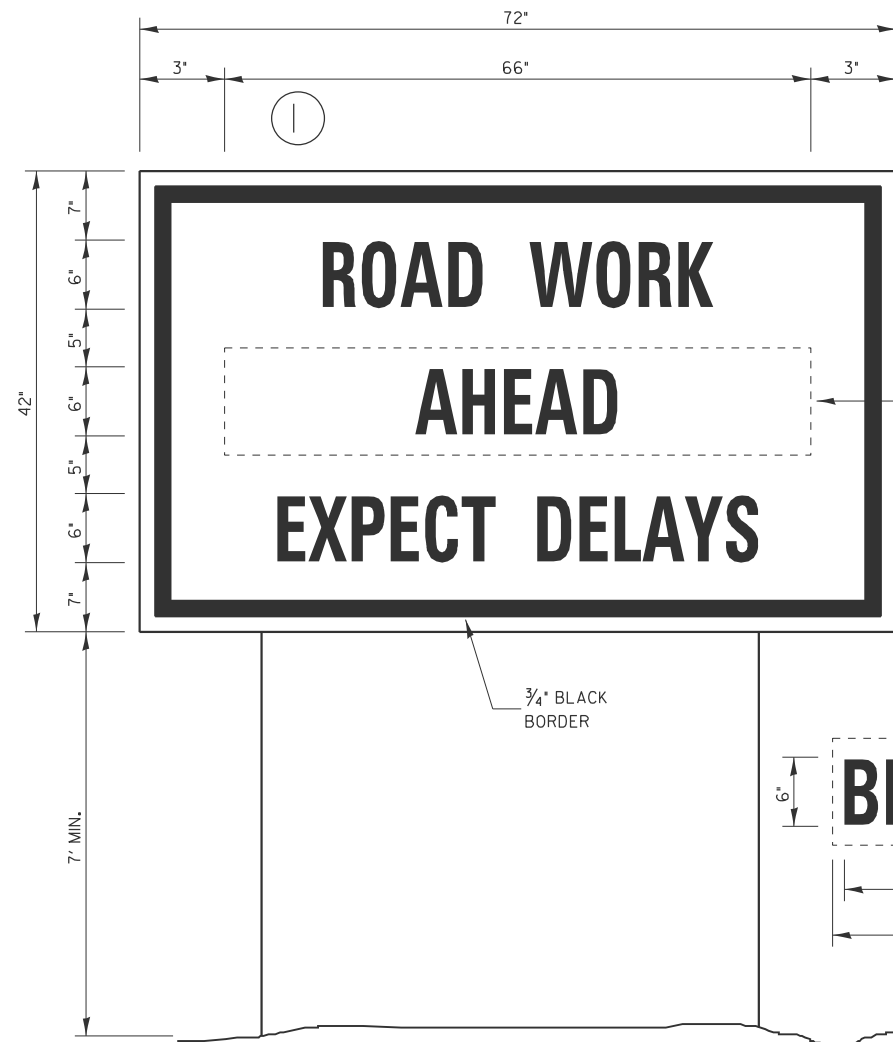 72"
3" 66" 3"
|
7"
6"
5"
6"
5"
6"
7"
42"
ROAD WORK
AHEAD
EXPECT DELAYS
3/4" BLACK
BORDER
6"
7' MIN.